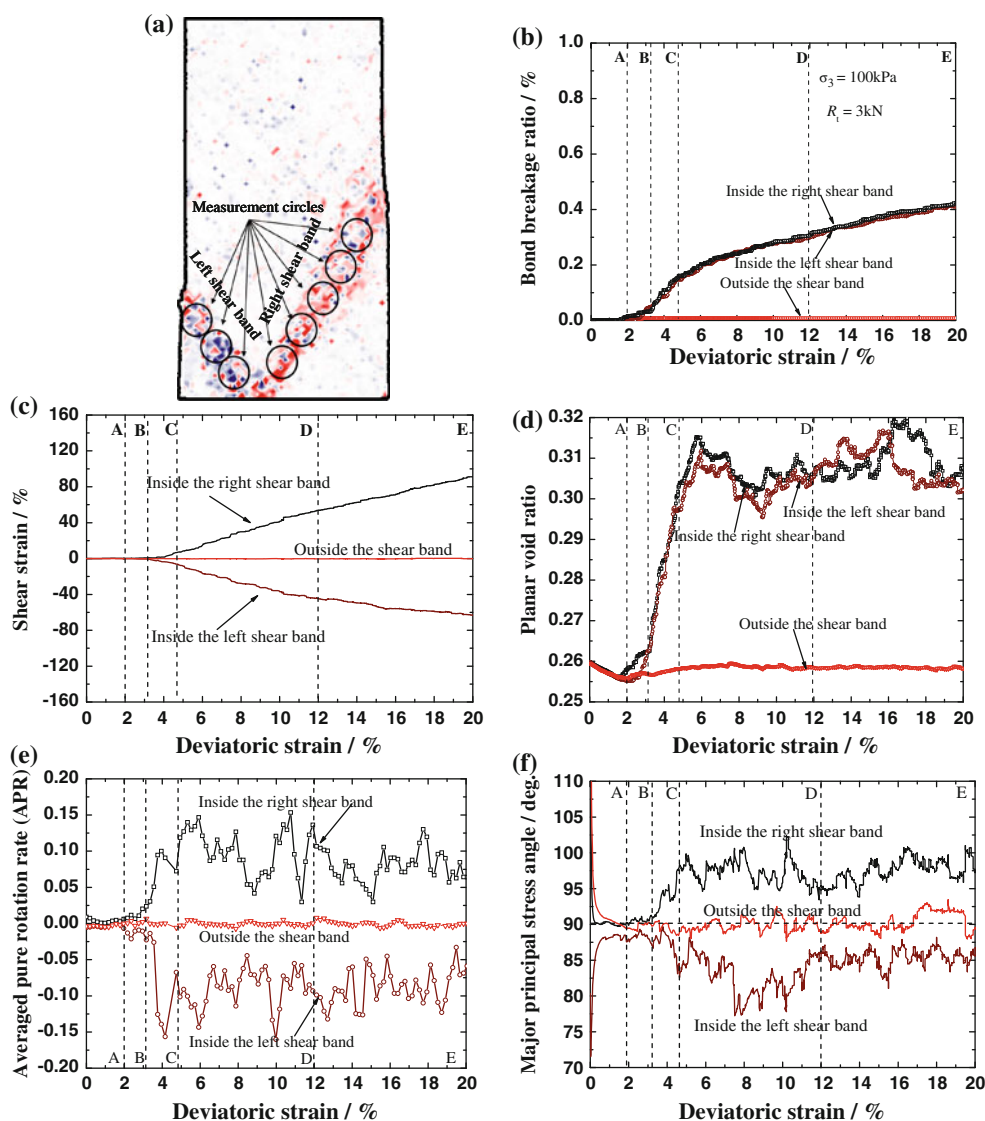 (a)
Measurement circles
Left shear band
Right shear band
(b)
Bond breakage ratio / %
1.0
0.8
0.6
0.4
0.2
0.0
A
B
C
D
E
σ3 = 100kPa
Rt = 3kN
Inside the right shear band
Inside the left shear band
Outside the shear band
0 2 4 6 8 10 12 14 16 18 20
Deviatoric strain / %
(c)
Shear strain / %
160
120
80
40
0
-40
-80
-120
-160
A
B
C
D
E
Inside the right shear band
Outside the shear band
Inside the left shear band
0 2 4 6 8 10 12 14 16 18 20
Deviatoric strain / %
(d)
Planar void ratio
0.32
0.31
0.30
0.29
0.28
0.27
0.26
0.25
A
B
C
D
E
Inside the left shear band
Inside the right shear band
Outside the shear band
0 2 4 6 8 10 12 14 16 18 20
Deviatoric strain / %
(e)
Averaged pure rotation rate (APR)
0.20
0.15
0.10
0.05
0.00
-0.05
-0.10
-0.15
-0.20
Inside the right shear band
Outside the shear band
Inside the left shear band
A
B
C
D
E
0 2 4 6 8 10 12 14 16 18 20
Deviatoric strain / %
(f)
Major principal stress angle / deg.
110
105
100
95
90
85
80
75
70
A
B
C
D
E
Inside the right shear band
Outside the shear band
Inside the left shear band
0 2 4 6 8 10 12 14 16 18 20
Deviatoric strain / %